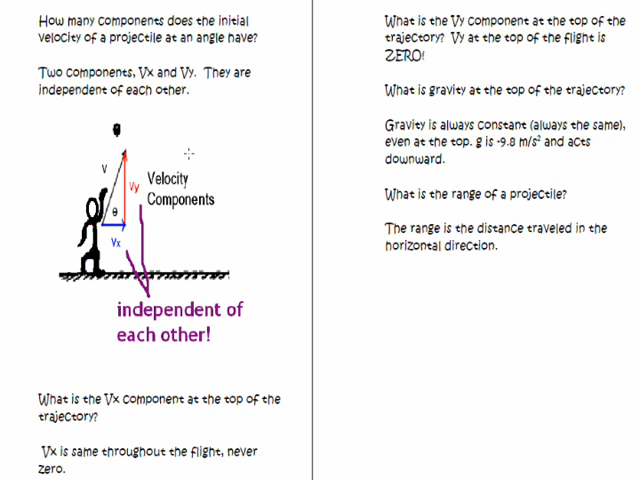 How many components does the initial
velocity of a projectile at an angle have?
Two components, Vx and Vy. They are
independent of each other.
V
Vy
Velocity
Components
θ
Vx
independent of
each other!
What is the Vx component at the top of the
trajectory?
Vx is same throughout the flight, never
zero.
What is the Vy component at the top of the
trajectory? Vy at the top of the flight is
ZERO!
What is gravity at the top of the trajectory?
Gravity is always constant (always the same),
even at the top. g is -9.8 m/s² and acts
downward.
What is the range of a projectile?
The range is the distance traveled in the
horizontal direction.